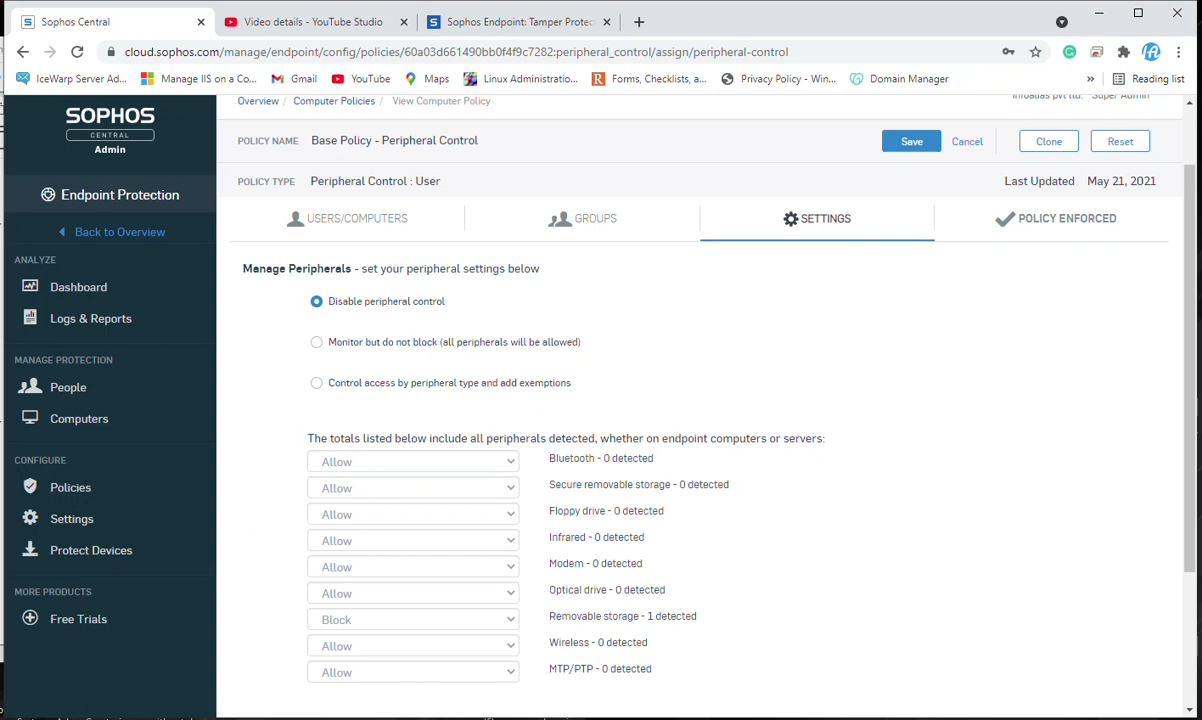 Sophos Central
Video details - YouTube Studio
Sophos Endpoint: Tamper Protec
cloud.sophos.com/manage/endpoint/config/policies/60a03d661490bb0f4f9c7282:peripheral_control/assign/peripheral-control
IceWarp Server Ad...
Manage IIS on a Co...
Gmail
YouTube
Maps
Linux Administratio...
Forms, Checklists, a...
Privacy Policy - Win...
Domain Manager
»
Reading list
SOPHOS
CENTRAL
Admin
Endpoint Protection
Back to Overview
ANALYZE
Dashboard
Logs & Reports
MANAGE PROTECTION
People
Computers
CONFIGURE
Policies
Settings
Protect Devices
MORE PRODUCTS
Free Trials
Overview / Computer Policies / View Computer Policy
Infoatlas pvt ltd. Super Admin
POLICY NAME Base Policy - Peripheral Control
Save Cancel Clone Reset
POLICY TYPE Peripheral Control : User
Last Updated May 21, 2021
USERS/COMPUTERS
GROUPS
SETTINGS
POLICY ENFORCED
Manage Peripherals - set your peripheral settings below
Disable peripheral control
Monitor but do not block (all peripherals will be allowed)
Control access by peripheral type and add exemptions
The totals listed below include all peripherals detected, whether on endpoint computers or servers:
Allow Bluetooth - 0 detected
Allow Secure removable storage - 0 detected
Allow Floppy drive - 0 detected
Allow Infrared - 0 detected
Allow Modem - 0 detected
Allow Optical drive - 0 detected
Block Removable storage - 1 detected
Allow Wireless - 0 detected
Allow MTP/PTP - 0 detected